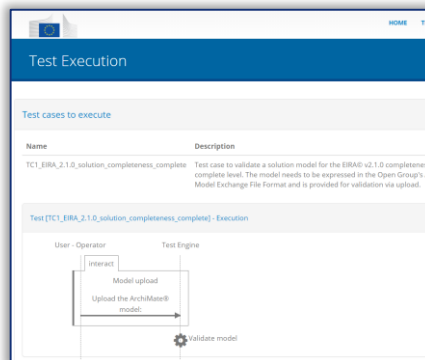 HOME
Test Execution
Test cases to execute
Name Description
TC1_EIRA_2.1.0_solution_completeness_complete Test case to validate a solution model for the EIRA© v2.1.0 completene
complete level. The model needs to be expressed in the Open Group's
Model Exchange File Format and is provided for validation via upload.
Test [TC1_EIRA_2.1.0_solution_completeness_complete] - Execution
User - Operator Test Engine
interact
Model upload
Upload the ArchiMate®
model:
Validate model